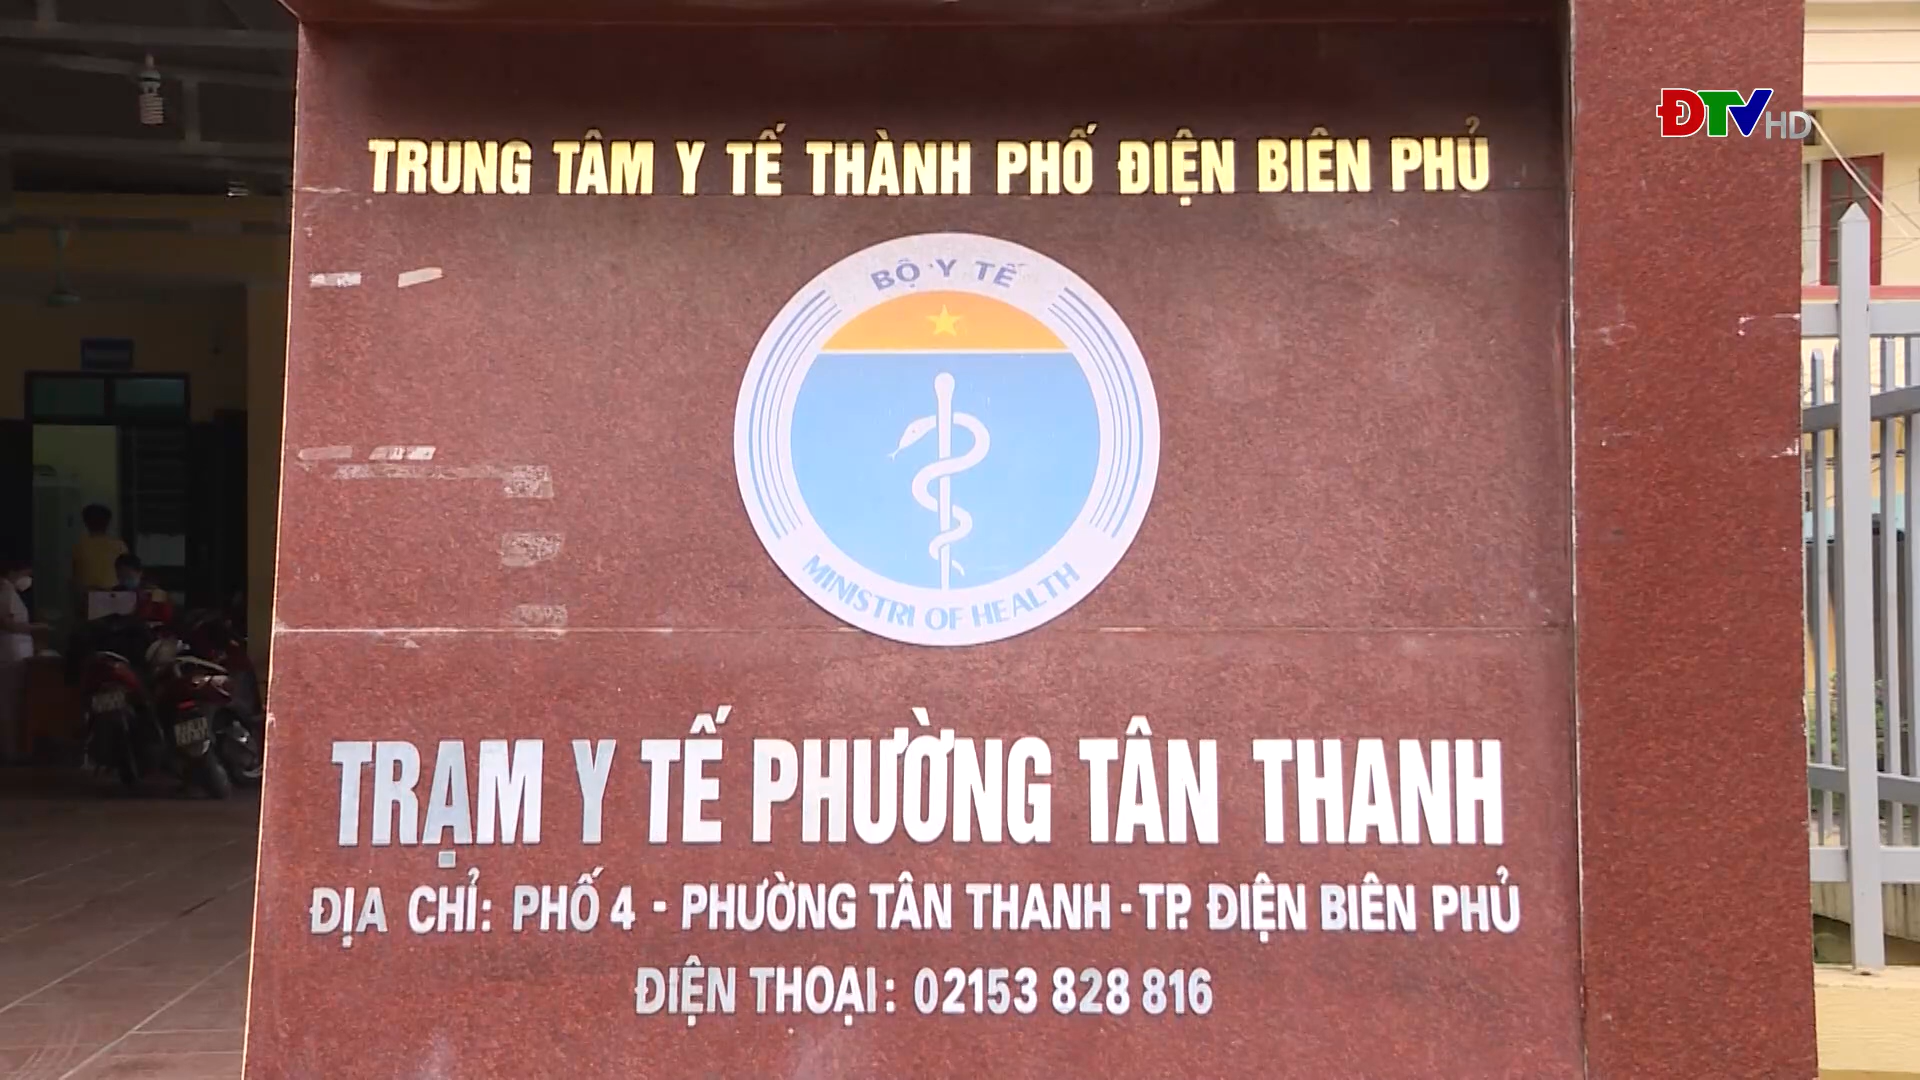 ĐTV HD
TRUNG TÂM Y TẾ THÀNH PHỐ ĐIỆN BIÊN PHỦ
BỘ Y TẾ
MINISTRI OF HEALTH
TRẠM Y TẾ PHƯỜNG TÂN THANH
ĐỊA CHỈ: PHỐ 4 - PHƯỜNG TÂN THANH - TP. ĐIỆN BIÊN PHỦ
ĐIỆN THOẠI: 02153 828 816